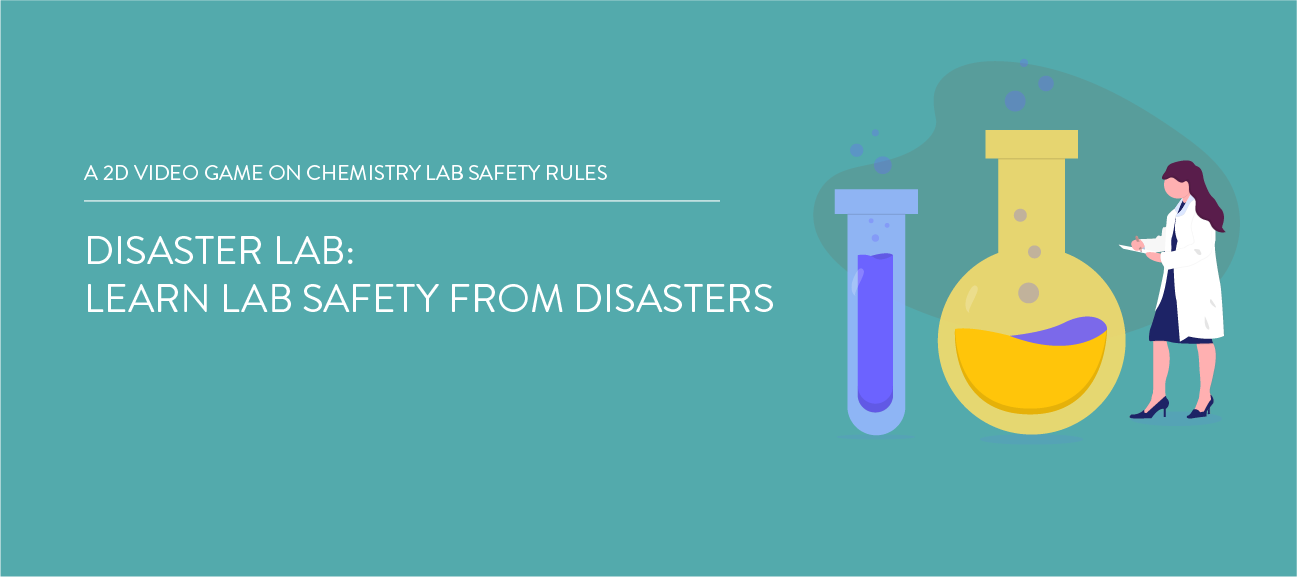 A 2D VIDEO GAME ON CHEMISTRY LAB SAFETY RULES
DISASTER LAB:
LEARN LAB SAFETY FROM DISASTERS